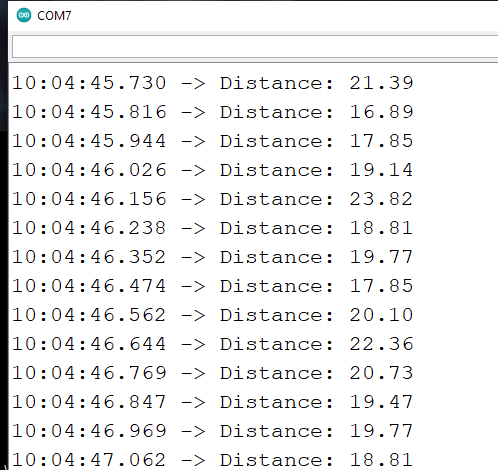 COM7
10:04:45.730 -> Distance: 21.39
10:04:45.816 -> Distance: 16.89
10:04:45.944 -> Distance: 17.85
10:04:46.026 -> Distance: 19.14
10:04:46.156 -> Distance: 23.82
10:04:46.238 -> Distance: 18.81
10:04:46.352 -> Distance: 19.77
10:04:46.474 -> Distance: 17.85
10:04:46.562 -> Distance: 20.10
10:04:46.644 -> Distance: 22.36
10:04:46.769 -> Distance: 20.73
10:04:46.847 -> Distance: 19.47
10:04:46.969 -> Distance: 19.77
10:04:47.062 -> Distance: 18.81